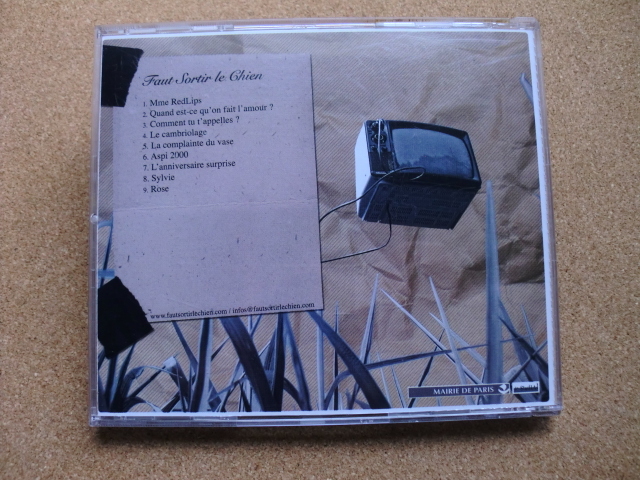 Faut Sortir le Chien
1. Mme RedLips
2. Quand est-ce qu'on fait l'amour ?
3. Comment tu t'appelles ?
4. Le cambriolage
5. La complainte du vase
6. Aspi 2000
7. L'anniversaire surprise
8. Sylvie
9. Rose
www.fautsortirlechien.com / infos@fautsortirlechien.com
MAIRIE DE PARIS